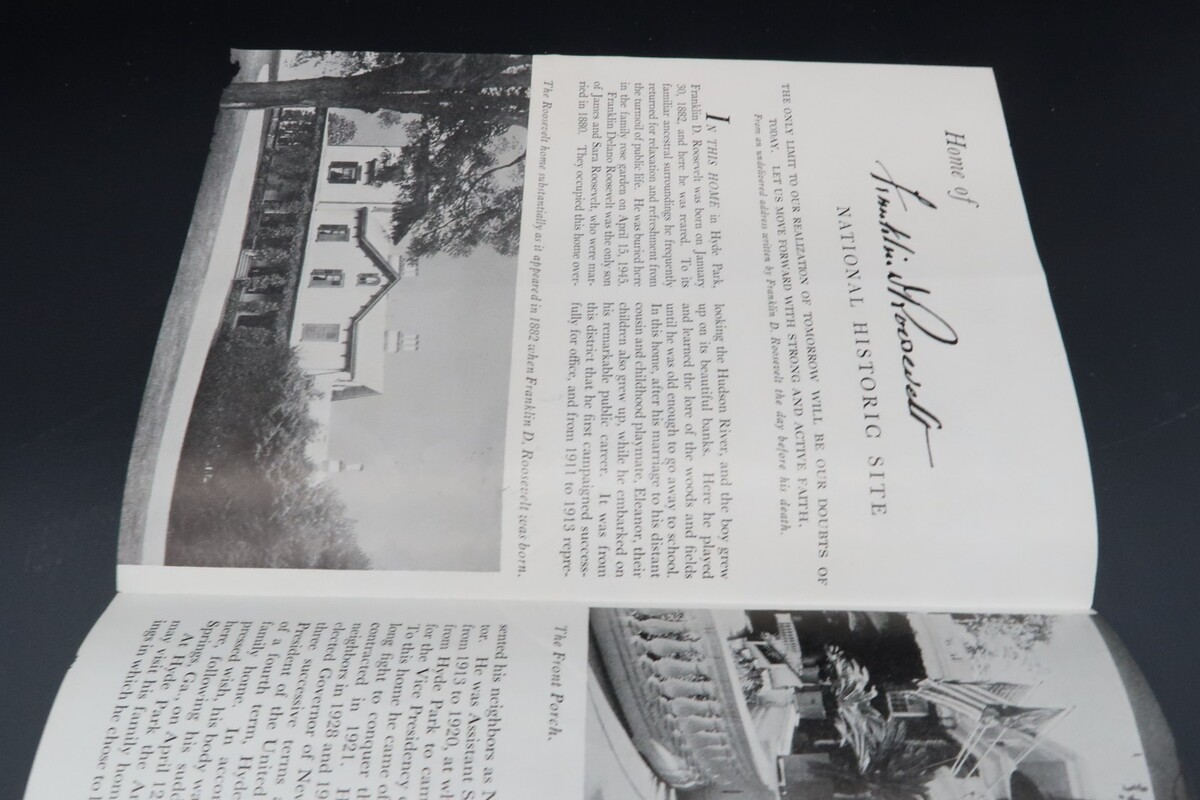 Home of
Franklin D Roosevelt
NATIONAL HISTORIC SITE
THE ONLY LIMIT TO OUR REALIZATION OF TOMORROW WILL BE OUR DOUBTS OF
TODAY. LET US MOVE FORWARD WITH STRONG AND ACTIVE FAITH.
From an undelivered address written by Franklin D. Roosevelt the day before his death.
IN THIS HOME in Hyde Park,
Franklin D. Roosevelt was born on January
30, 1882, and here he was reared. To its
familiar ancestral surroundings he frequently
returned for relaxation and refreshment from
the turmoil of public life. He was buried here
in the family rose garden on April 15, 1945.
Franklin Delano Roosevelt was the only son
of James and Sara Roosevelt, who were mar-
ried in 1880. They occupied this home over-
looking the Hudson River, and the boy grew
up on its beautiful banks. Here he played
and learned the lore of the woods and fields
until he was old enough to go away to school.
In this home, after his marriage to his distant
cousin and childhood playmate, Eleanor, their
children also grew up, while he embarked on
his remarkable public career. It was from
this district that he first campaigned success-
fully for office, and from 1911 to 1913 repre-
The Roosevelt home substantially as it appeared in 1882 when Franklin D. Roosevelt was born.
The Front Porch.
sented his neighbors as N
tor. He was Assistant S
from 1913 to 1920, at wh
from Hyde Park to cam
for the Vice Presidency o
To this home he came of
long fight to conquer th
contracted in 1921. H
neighbors in 1928 and 19
elected Governor of Nev
three successive terms a
President of the United
of a fourth term, Hyde
family home. In accor
pressed wish, his body wa
here, following his sudd
Springs, Ga., on April 12
At Hyde Park the Am
may visit his family hom
ings in which he chose to l